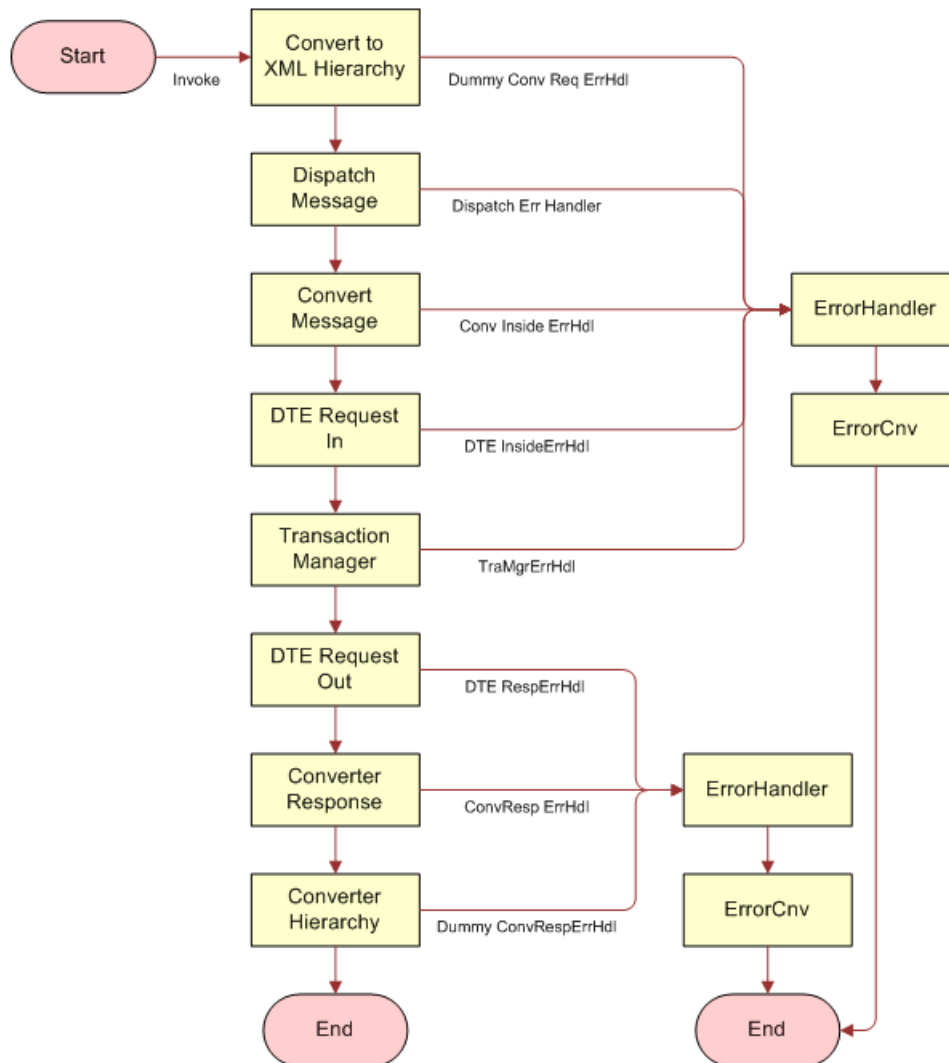 Start
Invoke
Convert to
XML Hierarchy
Dummy Conv Req ErrHdl
Dispatch
Message
Dispatch Err Handler
Convert
Message
Conv Inside ErrHdl
ErrorHandler
DTE Request
In
DTE InsideErrHdl
ErrorCnv
Transaction
Manager
TraMgrErrHdl
DTE Request
Out
DTE RespErrHdl
Converter
Response
ConvResp ErrHdl
ErrorHandler
Converter
Hierarchy
Dummy ConvRespErrHdl
ErrorCnv
End
End